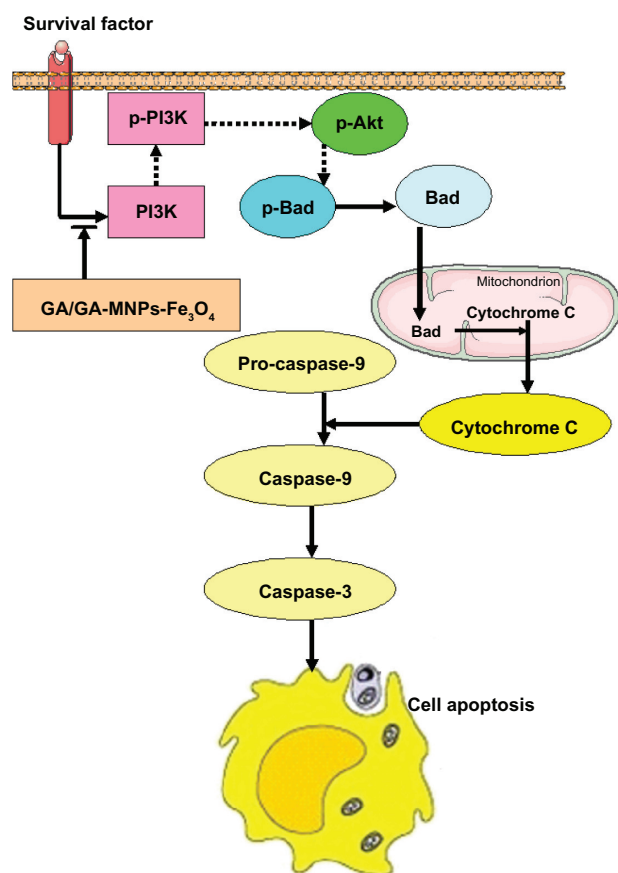 Survival factor
p-PI3K
p-Akt
PI3K
p-Bad
Bad
GA/GA-MNPs-Fe₃O₄
Mitochondrion
Cytochrome C
Bad
Pro-caspase-9
Cytochrome C
Caspase-9
Caspase-3
Cell apoptosis